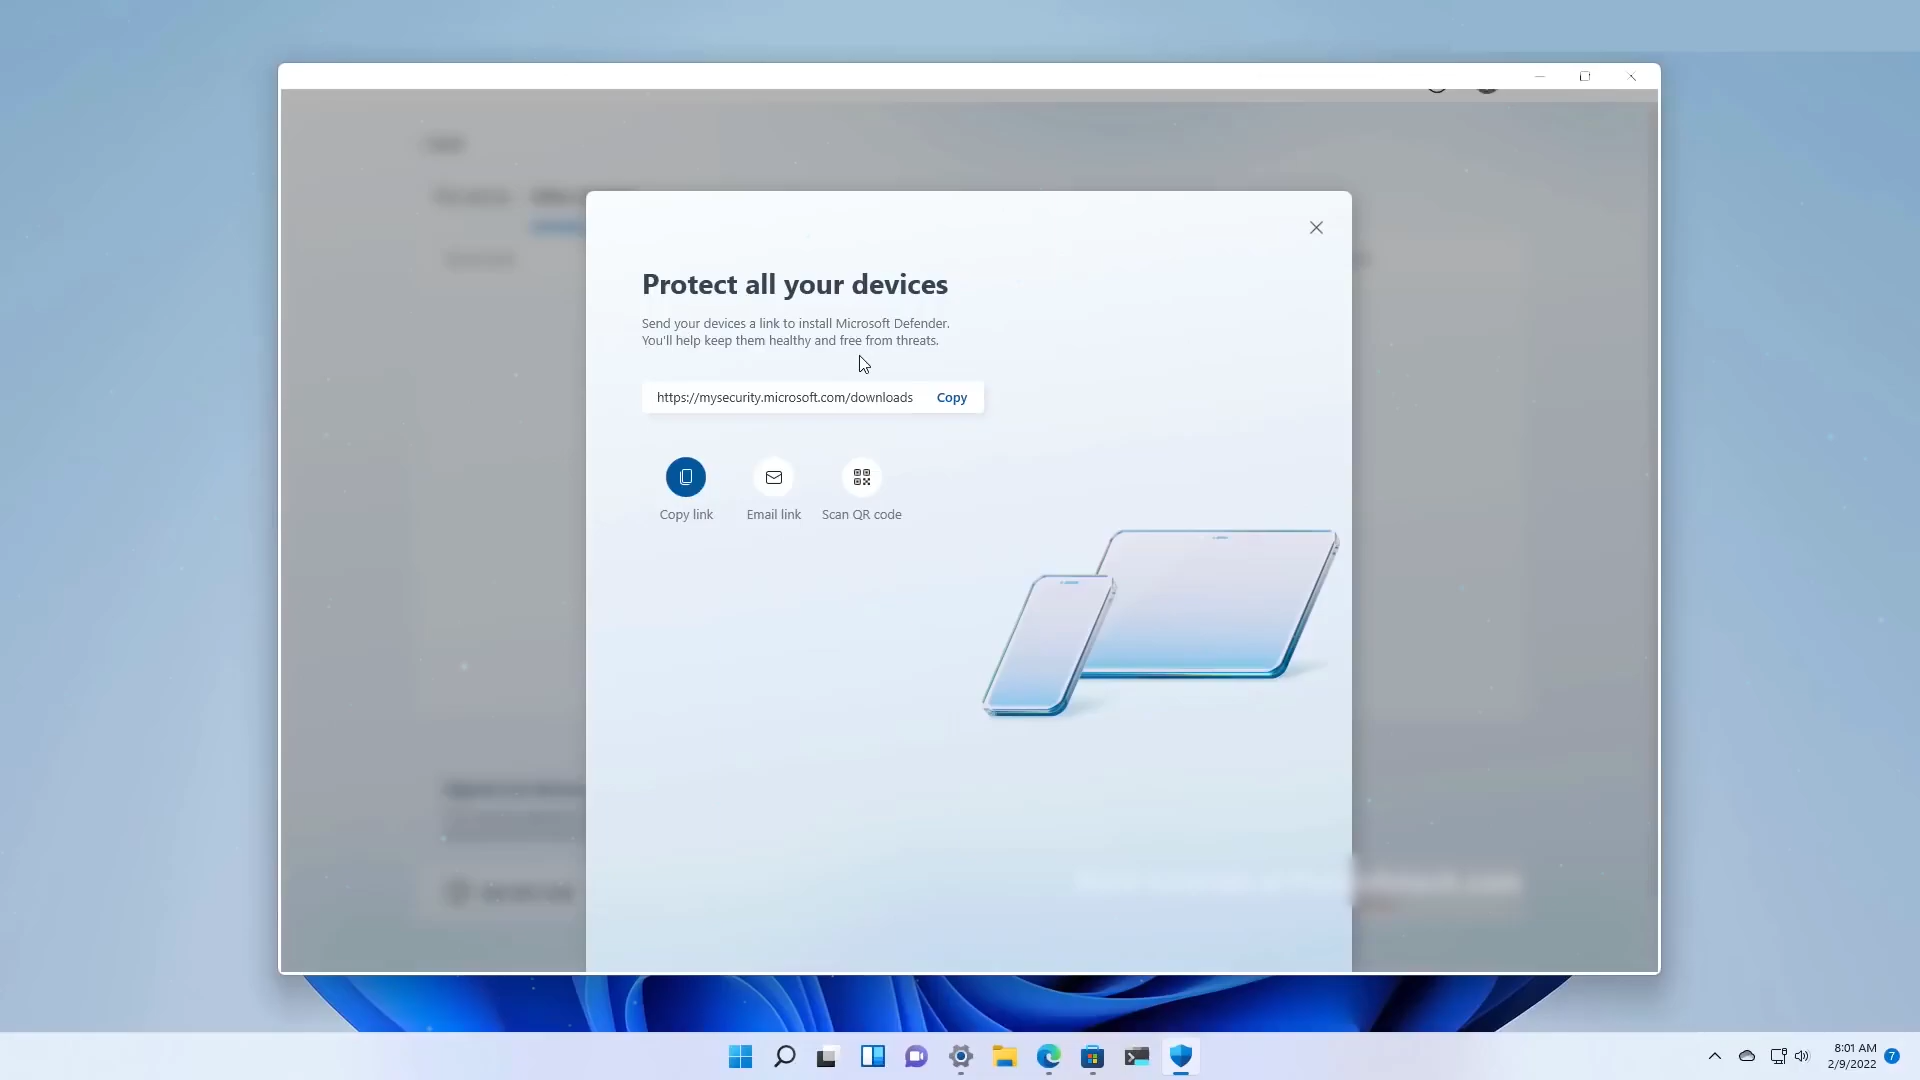 Protect all your devices
Send your devices a link to install Microsoft Defender.
You'll help keep them healthy and free from threats.
https://mysecurity.microsoft.com/downloads Copy
Copy link Email link Scan QR code
8:01 AM
2/9/2022 7